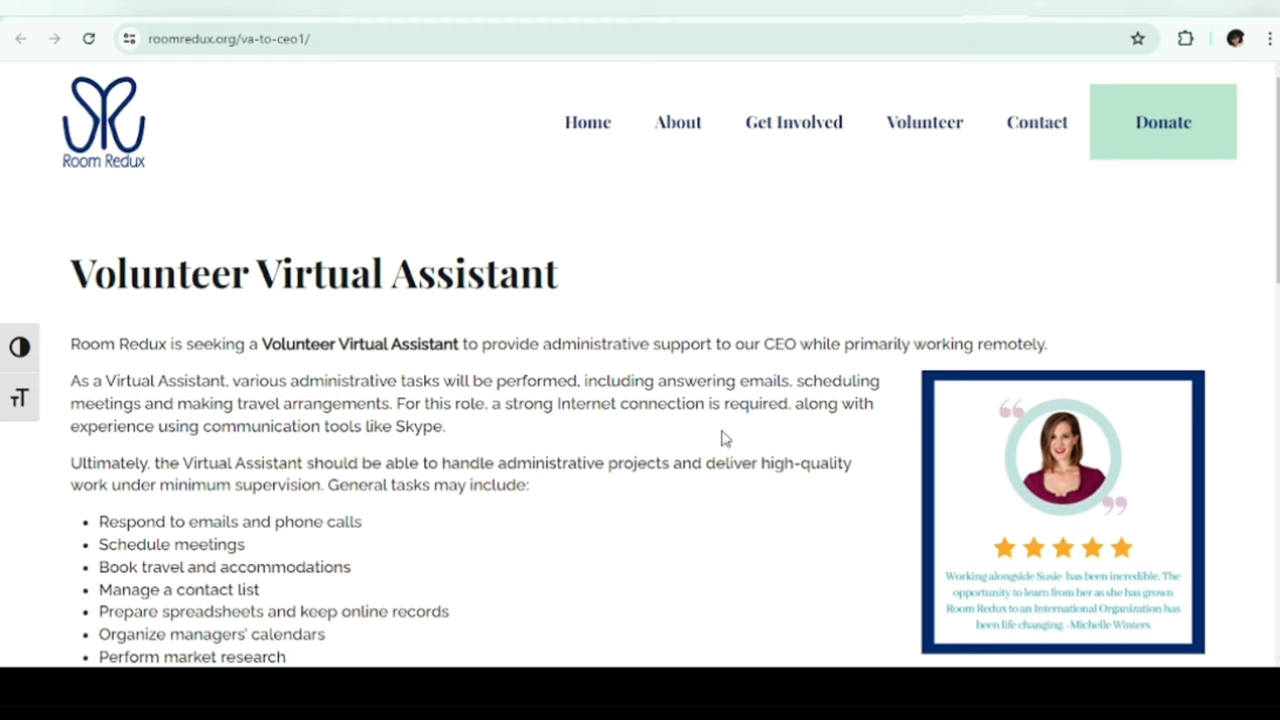 roomredux.org/va-to-ceo1/
Room Redux
Home About Get Involved Volunteer Contact Donate
Volunteer Virtual Assistant
Room Redux is seeking a Volunteer Virtual Assistant to provide administrative support to our CEO while primarily working remotely.
As a Virtual Assistant, various administrative tasks will be performed, including answering emails, scheduling
meetings and making travel arrangements. For this role, a strong Internet connection is required, along with
experience using communication tools like Skype.
Ultimately, the Virtual Assistant should be able to handle administrative projects and deliver high-quality
work under minimum supervision. General tasks may include:
• Respond to emails and phone calls
• Schedule meetings
• Book travel and accommodations
• Manage a contact list
• Prepare spreadsheets and keep online records
• Organize managers’ calendars
• Perform market research
TT
“
”
Working alongside Susie has been incredible. The
opportunity to learn from her as she has grown
Room Redux to an International Organization has
been life changing. -Michelle Winters